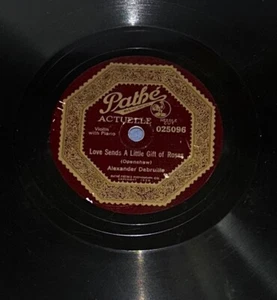 Pathé
ACTUELLE
Violin
with Piano
025096
Love Sends A Little Gift of Roses
(Openshaw)
Alexander Debruille